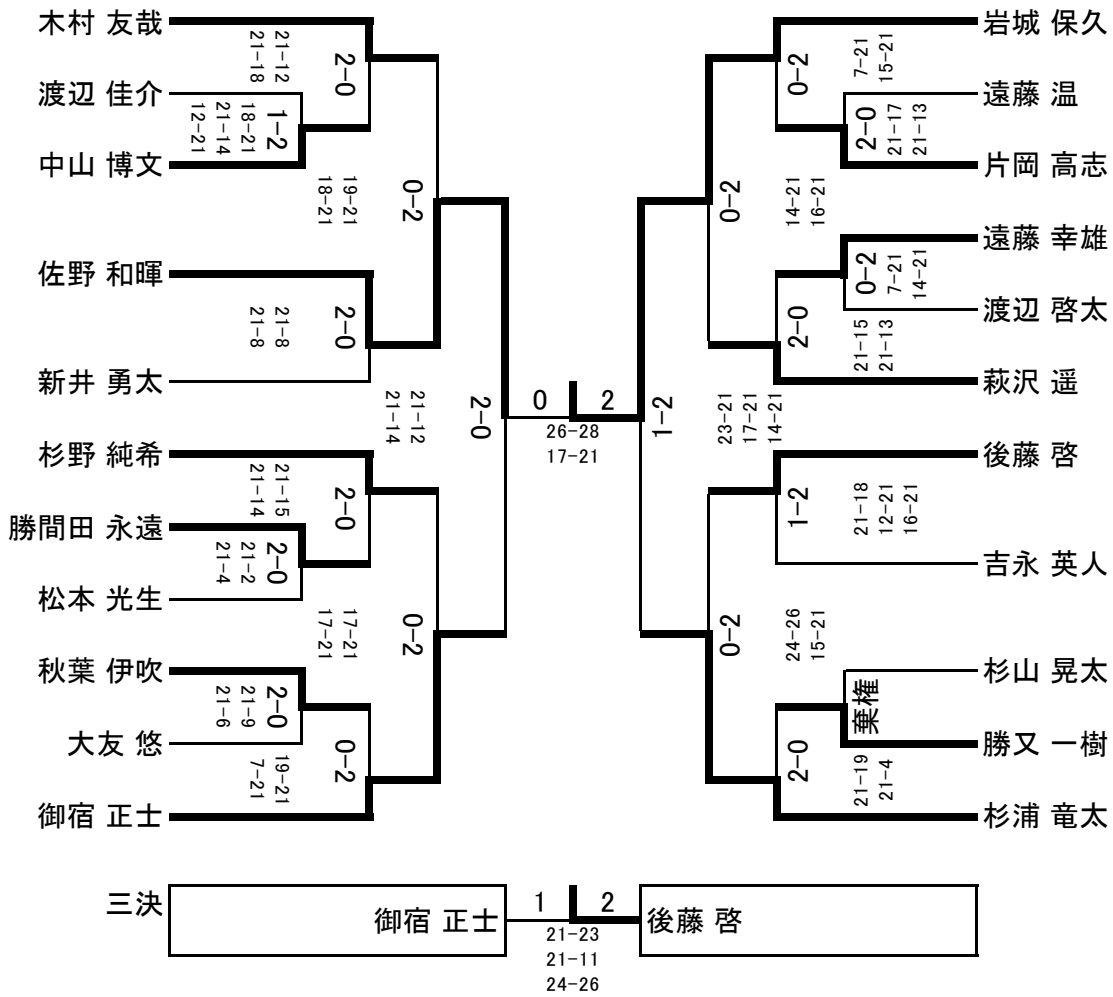 木村 友哉
21-12
21-18
2-0
渡辺 佳介
18-21
21-14
12-21
1-2
中山 博文
19-21
18-21
0-2
佐野 和暉
21-8
21-8
2-0
新井 勇太
21-12
21-14
2-0
杉野 純希
21-15
21-14
2-0
勝間田 永遠
21-2
21-4
2-0
松本 光生
17-21
17-21
0-2
秋葉 伊吹
21-9
21-6
2-0
大友 悠
19-21
7-21
0-2
御宿 正士
0 2
26-28
17-21
岩城 保久
0-2
7-21
15-21
遠藤 温
2-0
21-17
21-13
片岡 高志
0-2
14-21
16-21
遠藤 幸雄
0-2
7-21
14-21
渡辺 啓太
2-0
21-15
21-13
萩沢 遥
1-2
23-21
17-21
14-21
後藤 啓
1-2
21-18
12-21
16-21
吉永 英人
0-2
24-26
15-21
杉山 晃太
棄権
勝又 一樹
2-0
21-19
21-4
杉浦 竜太
三決
御宿 正士 1 2 後藤 啓
21-23
21-11
24-26